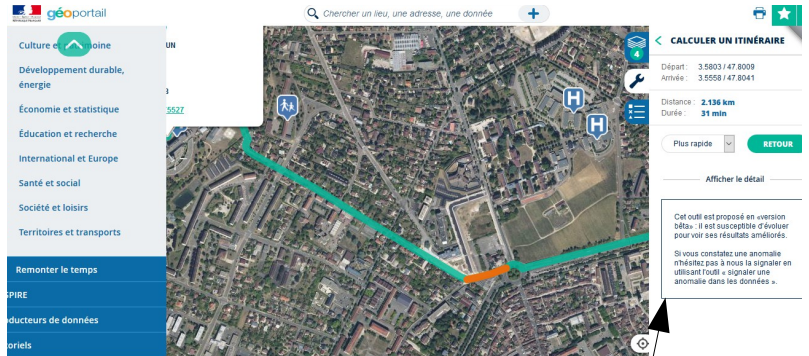 géoportail
Chercher un lieu, une adresse, une donnée
+
4
Culture et patrimoine
UN
Développement durable,
énergie
Économie et statistique
5527
Éducation et recherche
International et Europe
Santé et social
Société et loisirs
Territoires et transports
Remonter le temps
SPIRE
ducteurs de données
oriels
H
H
CALCULER UN ITINÉRAIRE
Départ : 3.5803 / 47.8009
Arrivée : 3.5558 / 47.8041
Distance : 2.136 km
Durée : 31 min
Plus rapide
RETOUR
Afficher le détail
Cet outil est proposé en «version
bêta» : il est susceptible d'évoluer
pour voir ses résultats améliorés.
Si vous constatez une anomalie
n'hésitez pas à nous la signaler en
utilisant l'outil « signaler une
anomalie dans les données ».